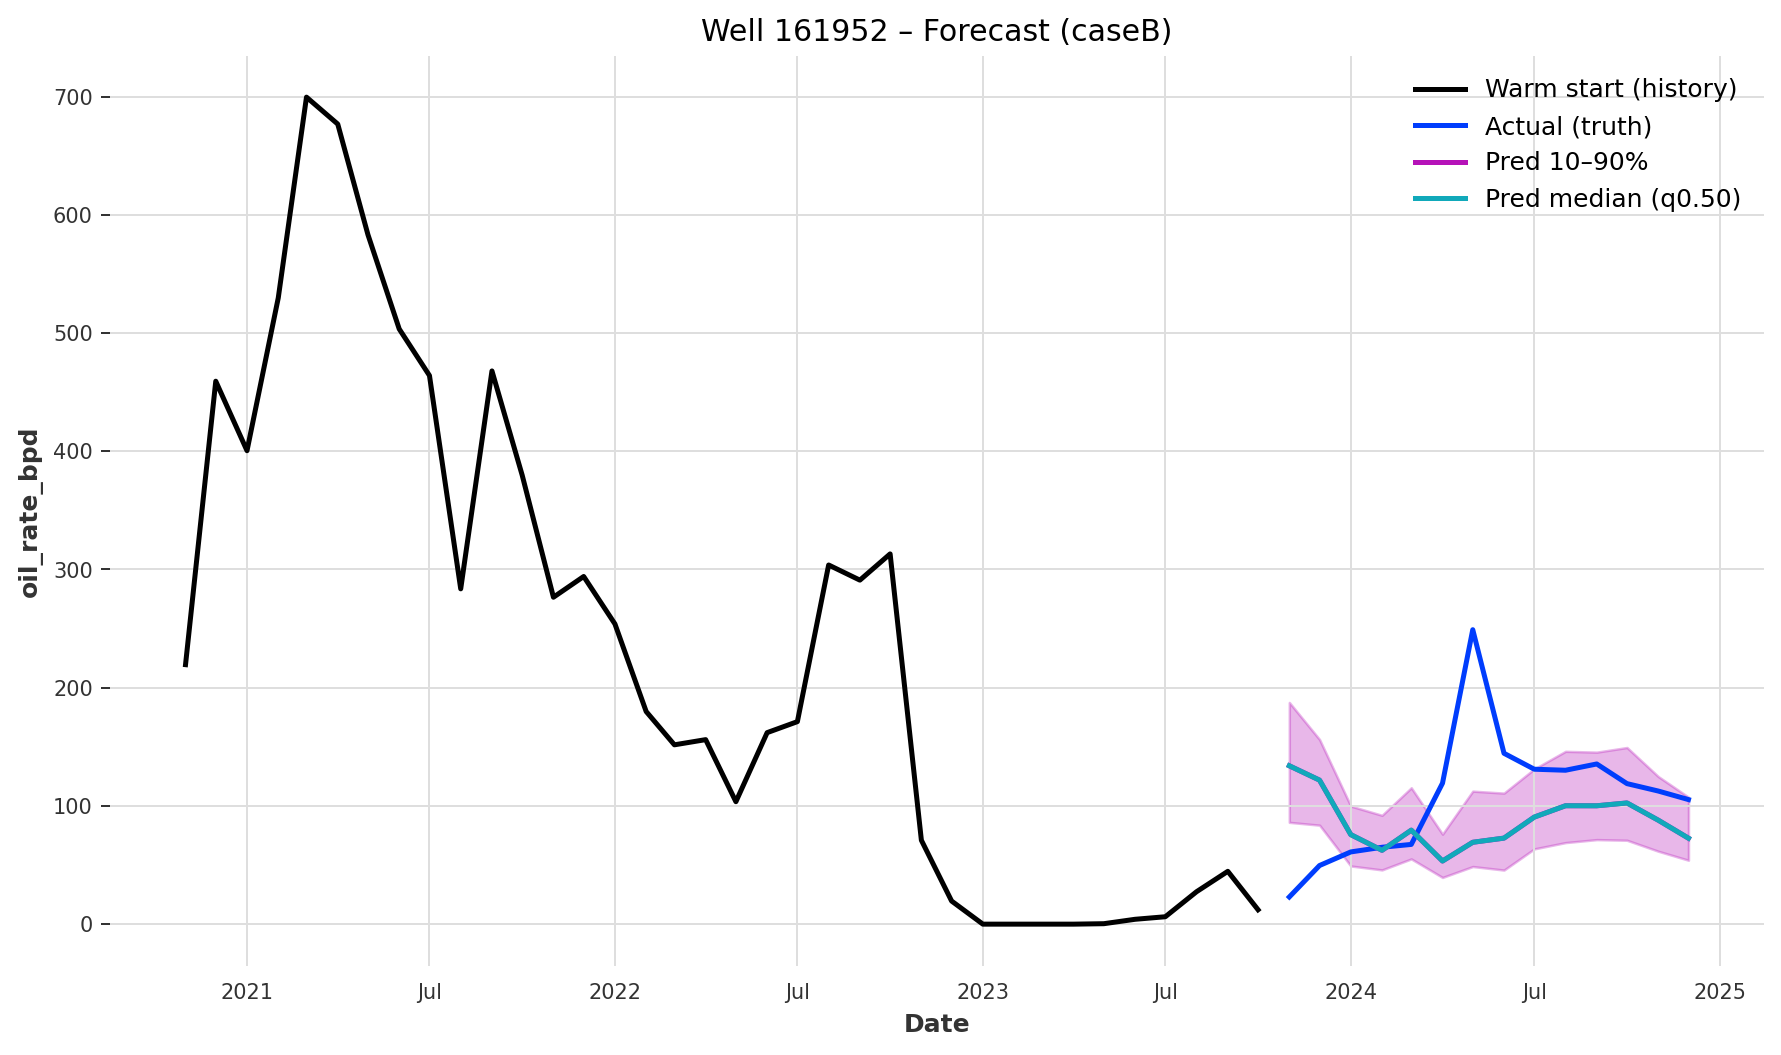 Well 161952 – Forecast (caseB)
Warm start (history)
Actual (truth)
Pred 10–90%
Pred median (q0.50)
oil_rate_bpd
700
600
500
400
300
200
100
0
2021
Jul
2022
Jul
2023
Jul
2024
Jul
2025
Date